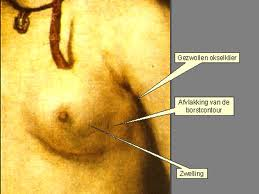 Gezwollen okselklier
Afvlakking van de
borstcontour
Zwelling